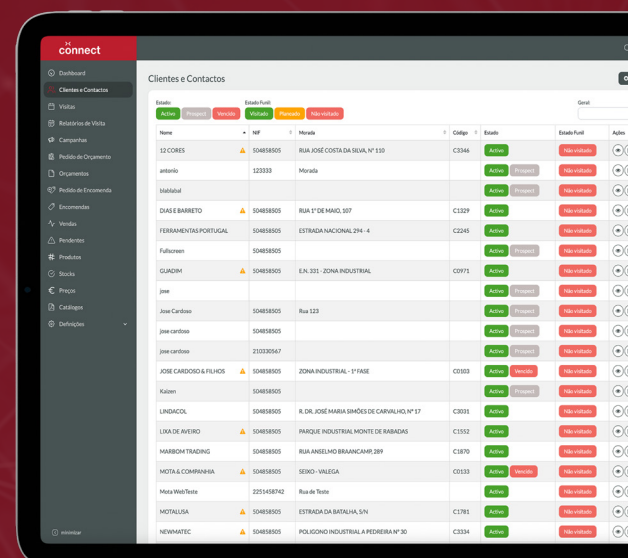 connect
Dashboard
Clientes e Contactos
Visitas
Relatórios de Visita
Campanhas
Pedido de Orçamento
Orçamentos
Pedido de Encomenda
Encomendas
Vendas
Pendentes
Produtos
Stocks
Preços
Catálogos
Definições
minimizar
Clientes e Contactos
Estado: Estado Funil: Geral:
Activo Prospect Vencido Visitado Planeado Não visitado
Nome NIF Morada Código Estado Estado Funil Ações
12 CORES 504858505 RUA JOSÉ COSTA DA SILVA, Nº 110 C3346 Activo Não visitado
antonio 123333 Morada Activo Prospect Não visitado
blablabal Activo Prospect Não visitado
DIAS E BARRETO 504858505 RUA 1º DE MAIO, 107 C1329 Activo Não visitado
FERRAMENTAS PORTUGAL 504858505 ESTRADA NACIONAL 294 - 4 C2245 Activo Não visitado
Fullscreen 504858505 Activo Prospect Não visitado
GUADIM 504858505 E.N. 331 - ZONA INDUSTRIAL C0971 Activo Não visitado
jose Activo Prospect Não visitado
Jose Cardoso 504858505 Rua 123 Activo Prospect Não visitado
jose cardoso 504858505 Activo Prospect Não visitado
jose cardoso 210330567 Activo Prospect Não visitado
JOSE CARDOSO & FILHOS 504858505 ZONA INDUSTRIAL - 1ª FASE C0103 Activo Vencido Não visitado
Kaizen 504858505 Activo Prospect Não visitado
LINDACOL 504858505 R. DR. JOSÉ MARIA SIMÕES DE CARVALHO, Nº 17 C3031 Activo Não visitado
LIXA DE AVEIRO 504858505 PARQUE INDUSTRIAL MONTE DE RABADAS C1552 Activo Não visitado
MARBOM TRADING 504858505 RUA ANSELMO BRAANCAMP, 289 C1870 Activo Não visitado
MOTA & COMPANHIA 504858505 SEIXO - VALEGA C0133 Activo Vencido Não visitado
Mota WebTeste 2251458742 Rua de Teste Activo Não visitado
MOTALUSA 504858505 ESTRADA DA BATALHA, S/N C1781 Activo Não visitado
NEWMATEC 504858505 POLIGONO INDUSTRIAL A PEDREIRA Nº 30 C3334 Activo Não visitado